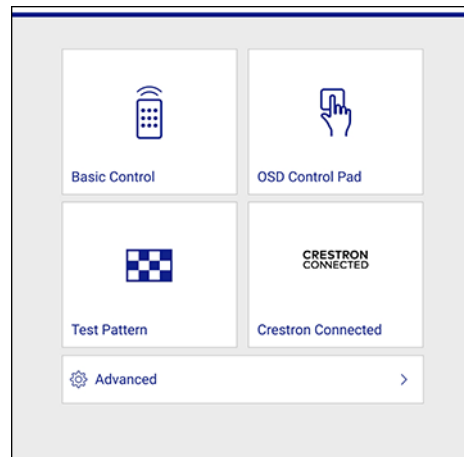 Basic Control
OSD Control Pad
CRESTRON
CONNECTED
Test Pattern
Crestron Connected
Advanced